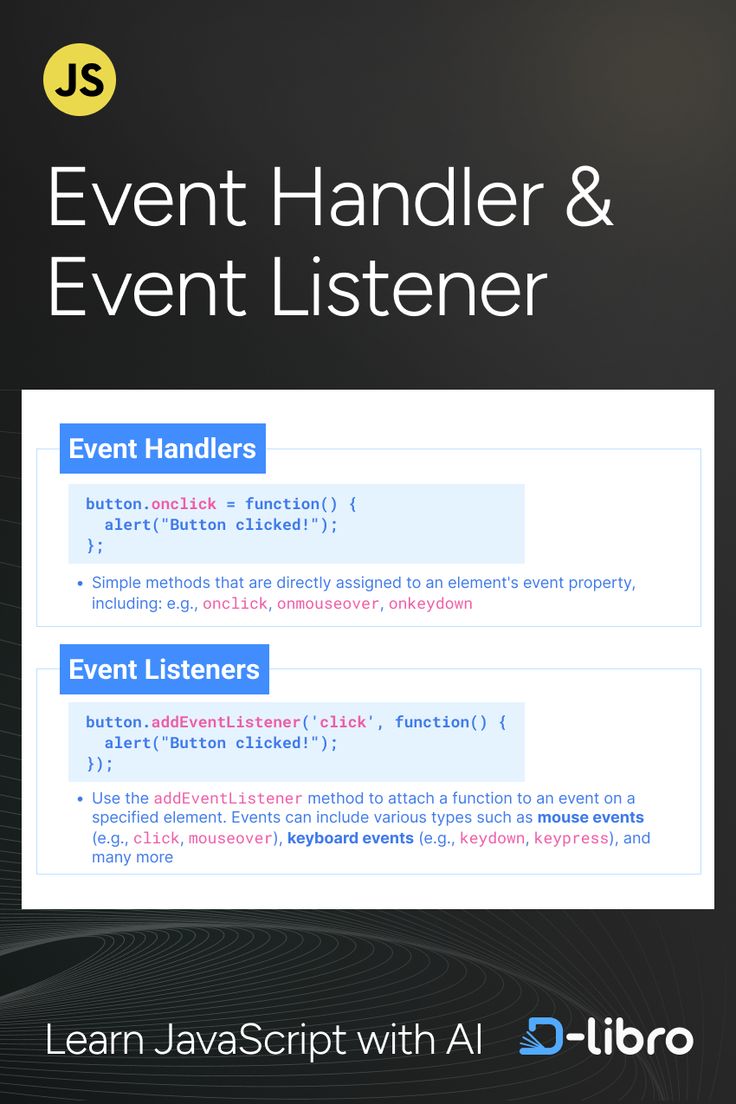 JS
Event Handler &
Event Listener
Event Handlers
button.onclick = function() {
  alert("Button clicked!");
};
• Simple methods that are directly assigned to an element's event property,
including: e.g., onclick, onmouseover, onkeydown
Event Listeners
button.addEventListener('click', function() {
  alert("Button clicked!");
});
• Use the addEventListener method to attach a function to an event on a
specified element. Events can include various types such as mouse events
(e.g., click, mouseover), keyboard events (e.g., keydown, keypress), and
many more
Learn JavaScript with AI
D-libro